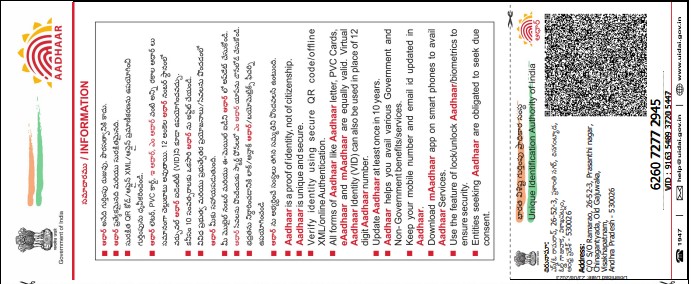 भारत सरकार
Government of India
AADHAAR
సమాచారము / INFORMATION
■ ఆధార్ అనేది గుర్తింపు రుజువు, పౌరసత్వానికి కాదు.
■ ఆధార్ ప్రత్యేకమైనది మరియు సురక్షితమైనది.
■ సురక్షిత QR కోడ్/ఆఫ్లైన్ XML/ఆన్లైన్ ప్రమాణీకరణను ఉపయోగించి
గుర్తింపును ధృవీకరించండి.
■ ఆధార్ లెటర్, PVC కార్డ్, ఇ ఆధార్, ఎం ఆధార్ వంటి అన్ని రకాల ఆధార్ లు
సమానంగా చెల్లుబాటు అవుతాయి. 12 అంకెల ఆధార్ నంబర్ స్థానంలో
వర్చువల్ ఆధార్ ఐడెంటిటీ (VID)ని కూడా ఉపయోగించవచ్చు.
■ కనీసం 10 సంవత్సరాలకు ఒకసారి ఆధార్ ను అప్డేట్ చేయండి.
■ వివిధ ప్రభుత్వ మరియు ప్రభుత్వేతర ప్రయోజనాలు/సేవలను పొందడంలో
ఆధార్ మీకు సహాయపడుతుంది.
■ మీ మొబైల్ నంబర్ మరియు ఈ-మెయిల్ ఐడిని ఆధార్ లో అప్డేట్ చేసుకోండి.
■ ఆధార్ సేవలను పొందేందుకు స్మార్ట్ ఫోన్‌లలో ఎం ఆధార్ యాప్‌ను డౌన్‌లోడ్ చేసుకోండి.
■ భద్రతను నిర్ధారించడానికి లాక్/అన్లాక్ ఆధార్/బయోమెట్రిక్స్ ఫీచర్ని
ఉపయోగించండి
■ ఆధార్ ను అభ్యర్థించే సంస్థలు తగిన సమ్మతిని పొందవలసి ఉంటుంది.
■ Aadhaar is a proof of identity, not of citizenship.
■ Aadhaar is unique and secure.
■ Verify identity using secure QR code/offline
XML/online Authentication.
■ All forms of Aadhaar like Aadhaar letter, PVC Cards,
eAadhaar and mAadhaar are equally valid. Virtual
Aadhaar Identity (VID) can also be used in place of 12
digit Aadhaar number.
■ Update Aadhaar at least once in 10 years.
■ Aadhaar helps you avail various Government and
Non- Government benefits/services.
■ Keep your mobile number and email id updated in
Aadhaar.
■ Download mAadhaar app on smart phones to avail
Aadhaar Services.
■ Use the feature of lock/unlock Aadhaar/biometrics to
ensure security.
■ Entities seeking Aadhaar are obligated to seek due
consent.
భారత విశిష్ట గుర్తింపు ప్రాధికార సంస్థ
Unique Identification Authority of India
ఆధార్
చిరునామా:
ఎస్/ఓ రామారావ్, 26-52-3, ప్రశాంతి నగర్, చినగంట్యాడ,
ఓల్డ్ గాజువాక, విశాఖపట్నం,
ఆంధ్ర ప్రదేశ్ - 530026
Address:
C/O S/O Ramarao, 26-52-3, Prasanthi nagar,
Chinagantyada, Old Gajuwaka,
Visakhapatnam,
Andhra Pradesh - 530026
6260 7277 2945
VID : 9163 5489 3720 5447
1947 | help@uidai.gov.in | www.uidai.gov.in